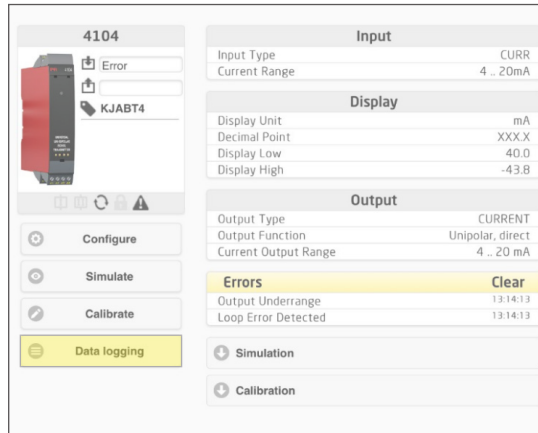 4104
Error
KJABT4
Configure
Simulate
Calibrate
Data logging
Input
Input Type CURR
Current Range 4 .. 20mA
Display
Display Unit mA
Decimal Point XXX.X
Display Low 40.0
Display High -43.8
Output
Output Type CURRENT
Output Function Unipolar, direct
Current Output Range 4 .. 20 mA
Errors Clear
Output Underrange 13:14:13
Loop Error Detected 13:14:13
Simulation
Calibration